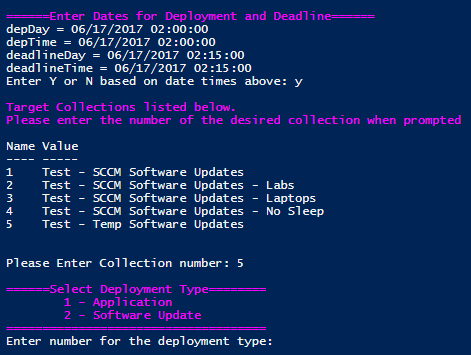 ======Enter Dates for Deployment and Deadline======
depDay = 06/17/2017 02:00:00
depTime = 06/17/2017 02:00:00
deadlineDay = 06/17/2017 02:15:00
deadlineTime = 06/17/2017 02:15:00
Enter Y or N based on date times above: y
Target Collections listed below.
Please enter the number of the desired collection when prompted
Name Value
---- -----
1 Test - SCCM Software Updates
2 Test - SCCM Software Updates - Labs
3 Test - SCCM Software Updates - Laptops
4 Test - SCCM Software Updates - No Sleep
5 Test - Temp Software Updates
Please Enter Collection number: 5
======Select Deployment Type========
1 - Application
2 - Software Update
====================================
Enter number for the deployment type: